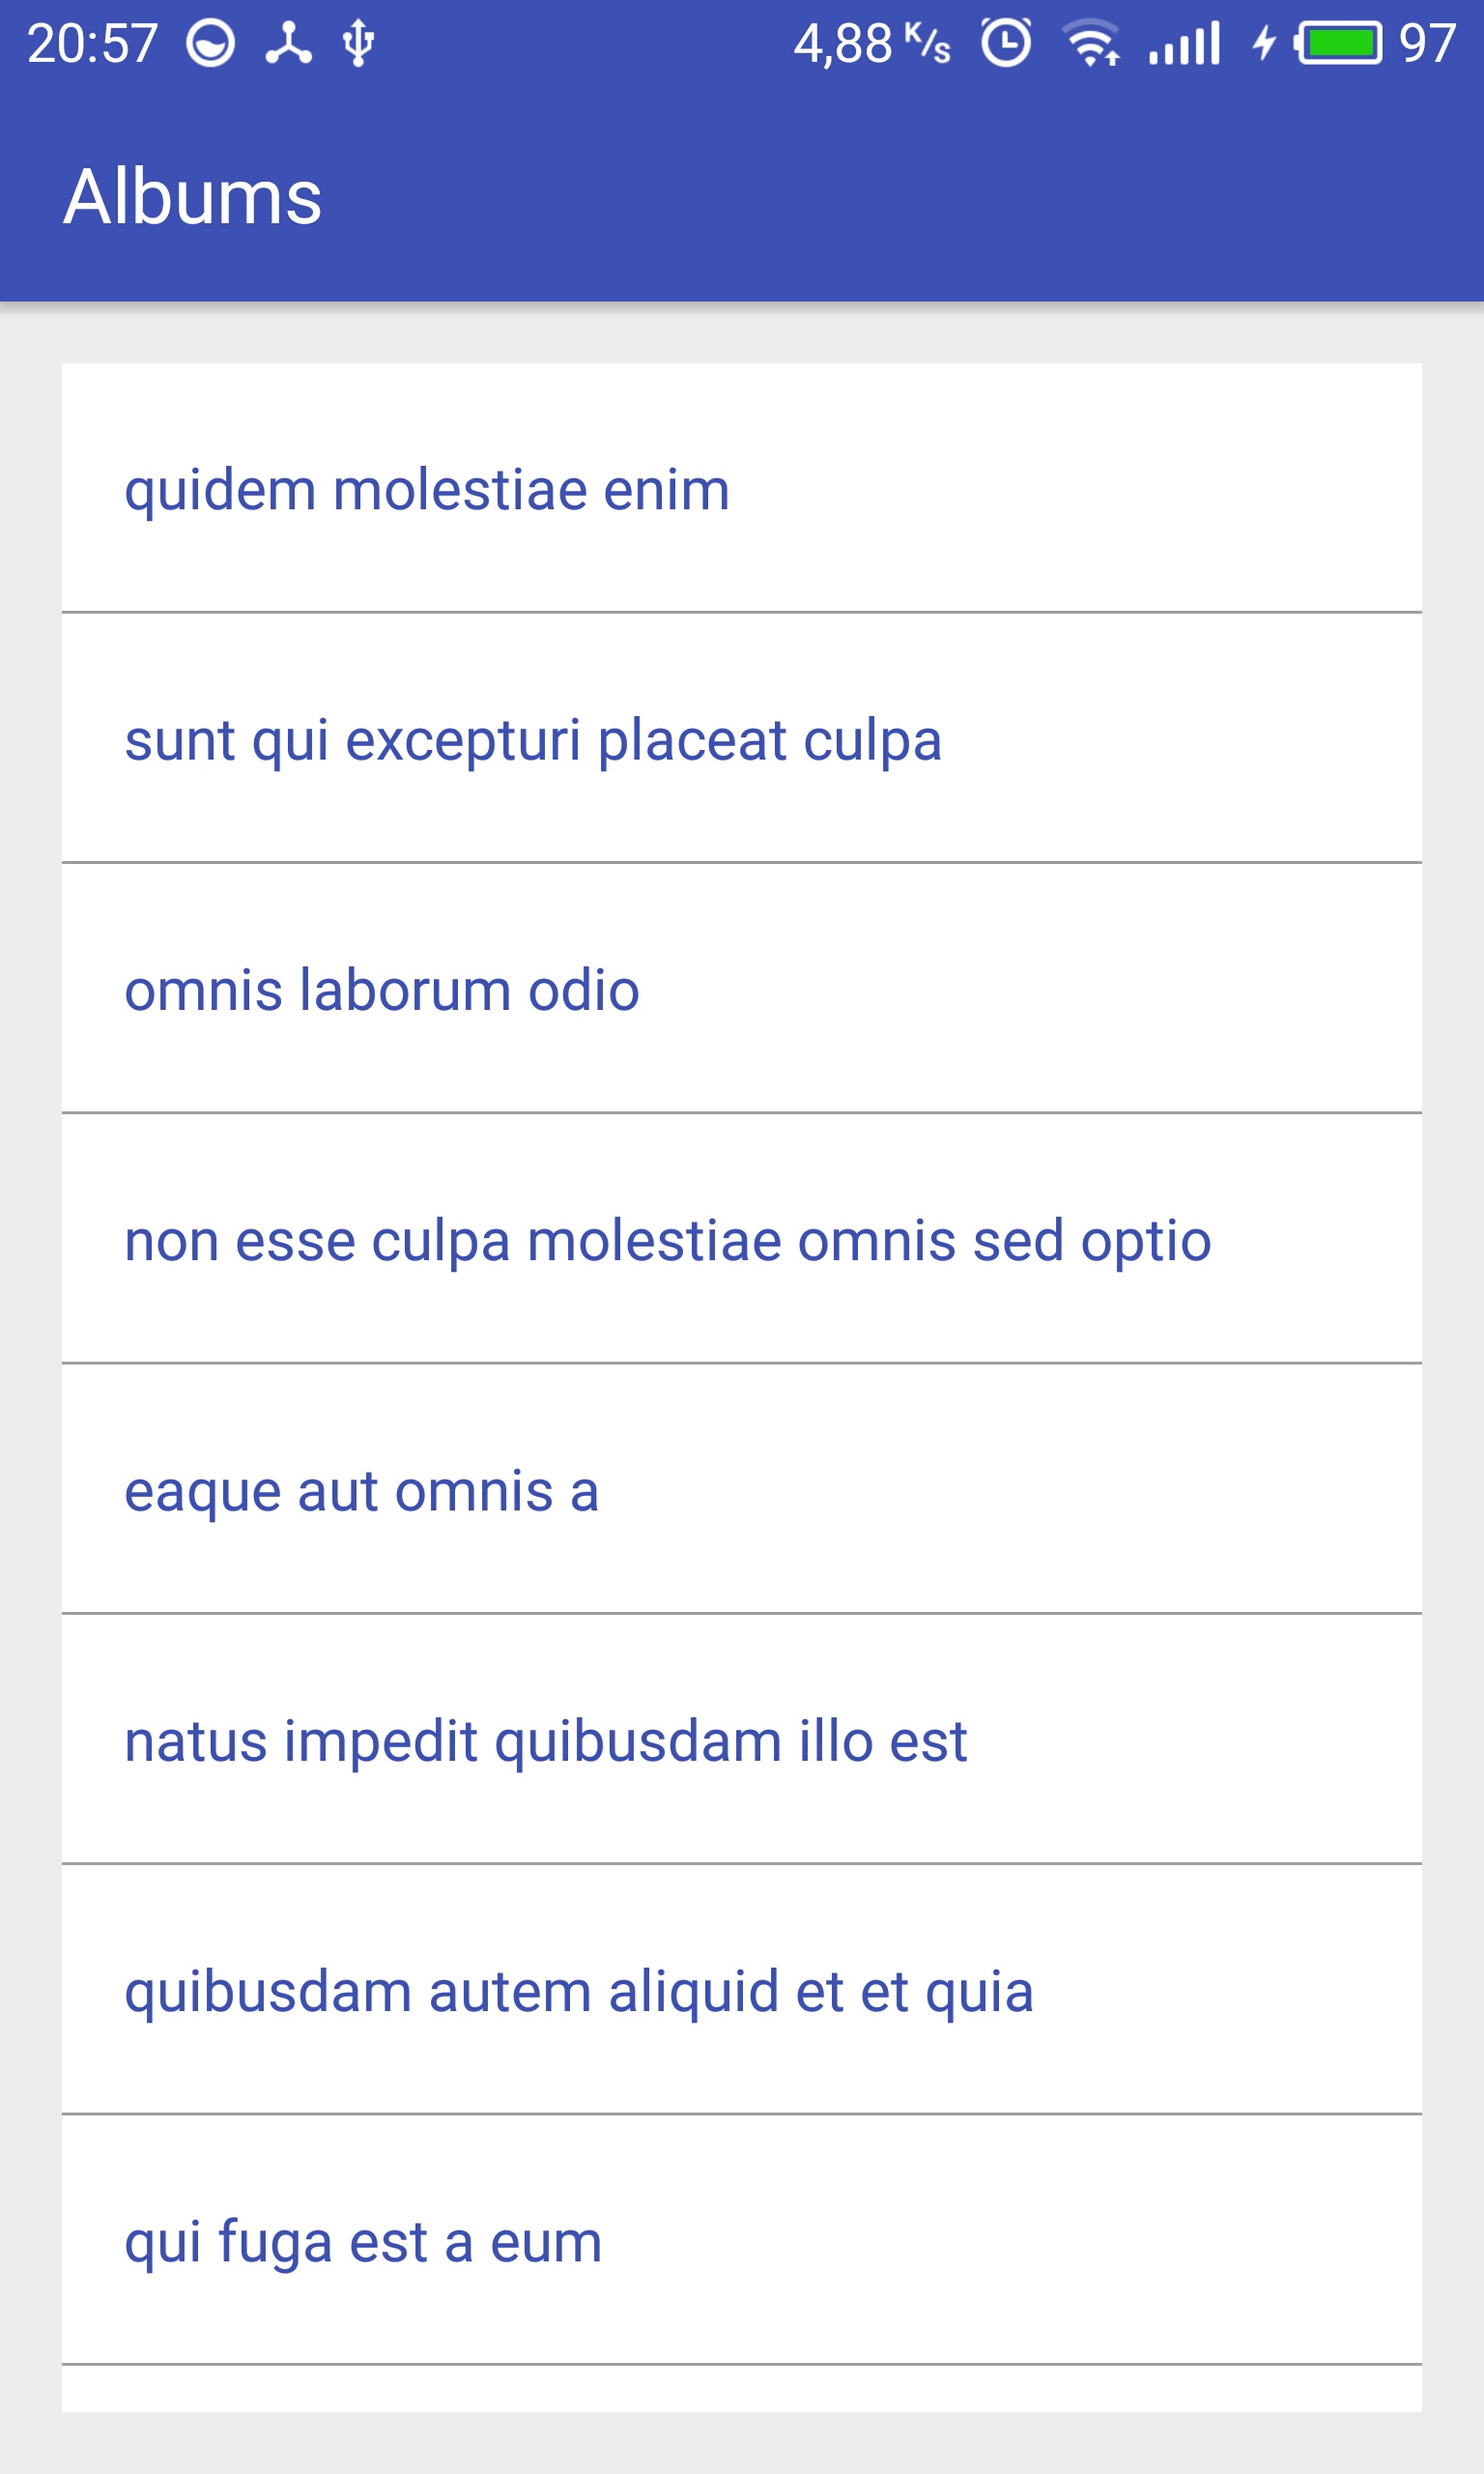 20:57 4,88 K/s 97
Albums
quidem molestiae enim
sunt qui excepturi placeat culpa
omnis laborum odio
non esse culpa molestiae omnis sed optio
eaque aut omnis a
natus impedit quibusdam illo est
quibusdam autem aliquid et et quia
qui fuga est a eum